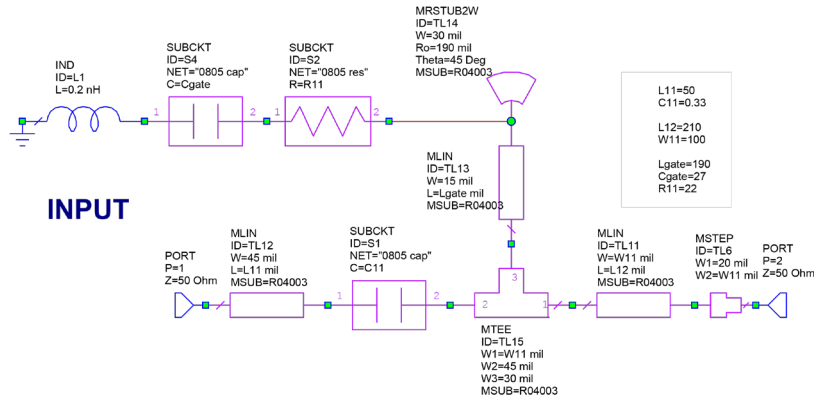 MRSTUB2W
ID=TL14
W=30 mil
Ro=190 mil
Theta=45 Deg
MSUB=R04003
SUBCKT
ID=S4
NET="0805 cap"
C=Cgate
SUBCKT
ID=S2
NET="0805 res"
R=R11
IND
ID=L1
L=0.2 nH
1
2
1
2
L11=50
C11=0.33
L12=210
W11=100
Lgate=190
Cgate=27
R11=22
MLIN
ID=TL13
W=15 mil
L=Lgate mil
MSUB=R04003
INPUT
PORT
P=1
Z=50 Ohm
MLIN
ID=TL12
W=45 mil
L=L11 mil
MSUB=R04003
SUBCKT
ID=S1
NET="0805 cap"
C=C11
1
2
3
2
1
MTEE
ID=TL15
W1=W11 mil
W2=45 mil
W3=30 mil
MSUB=R04003
MLIN
ID=TL11
W=W11 mil
L=L12 mil
MSUB=R04003
MSTEP
ID=TL6
W1=20 mil
W2=W11 mil
PORT
P=2
Z=50 Ohm
2
1